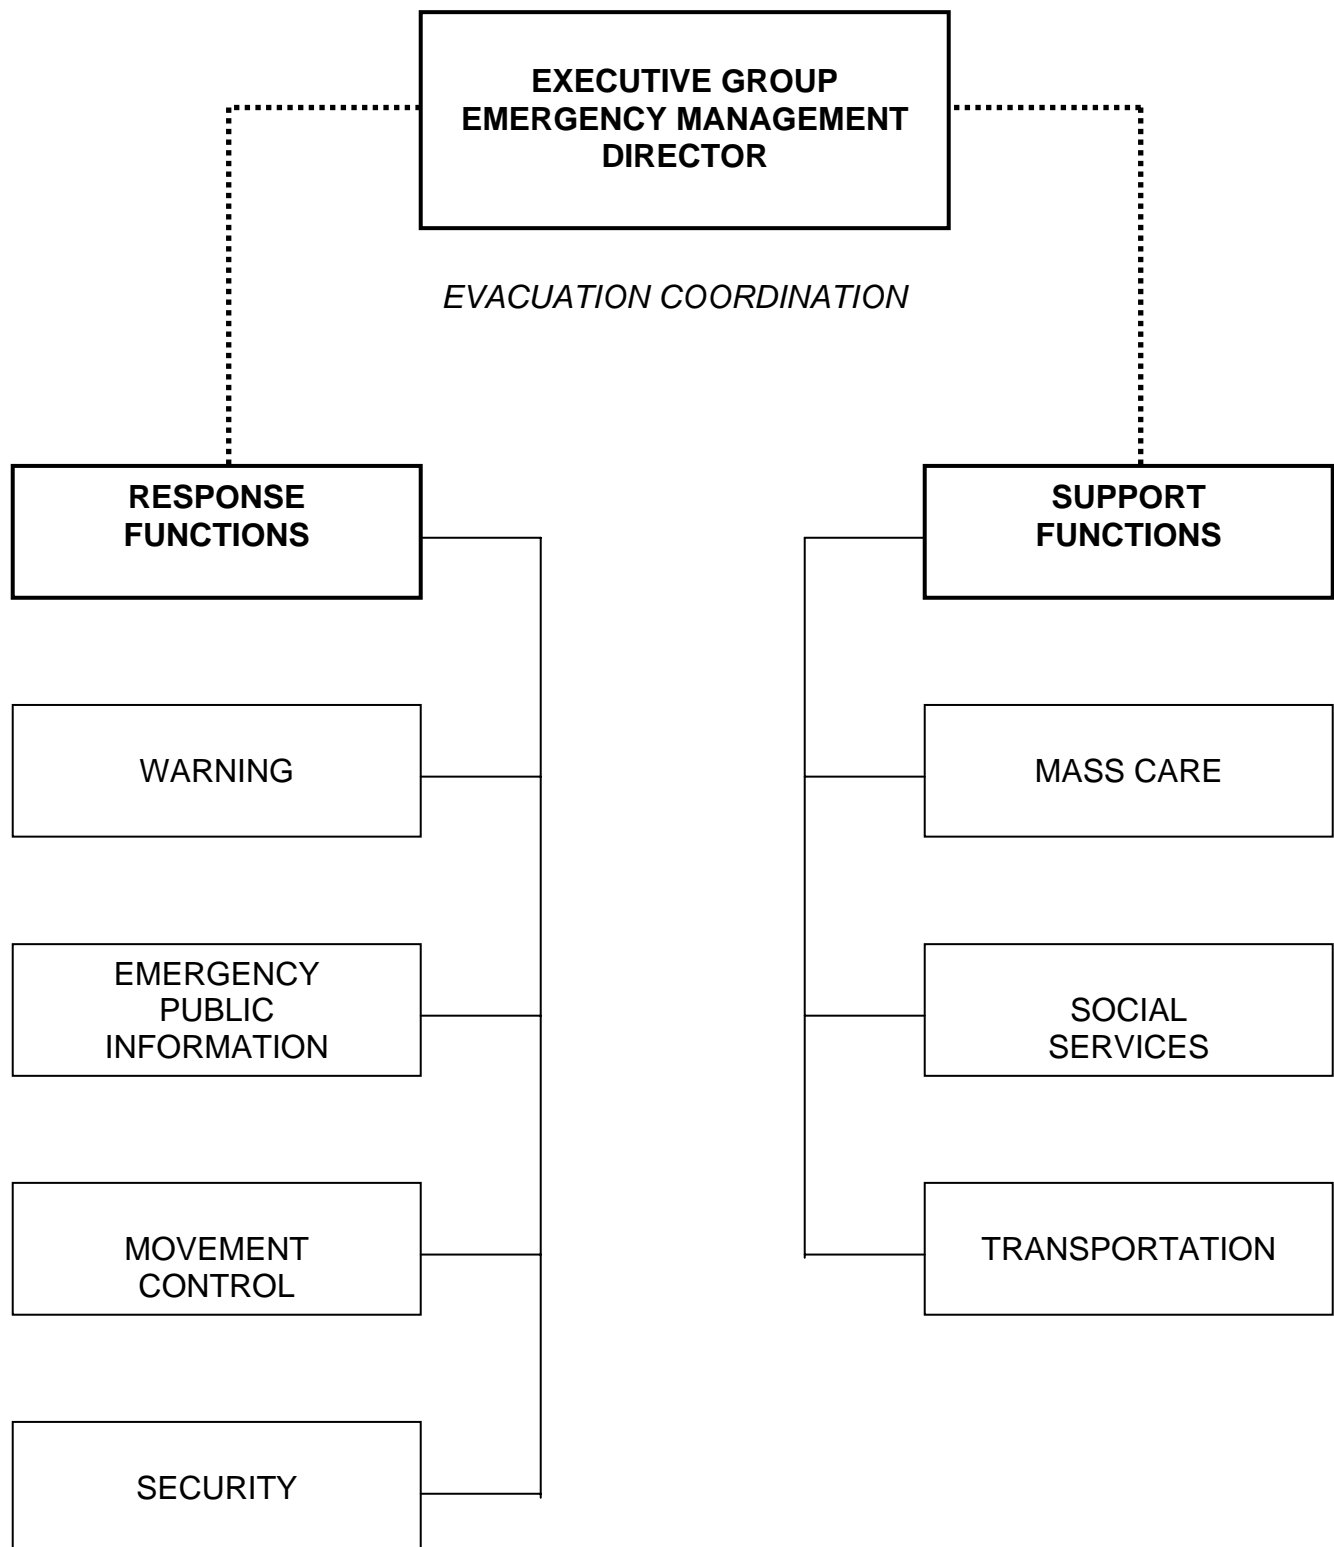 EXECUTIVE GROUP
EMERGENCY MANAGEMENT
DIRECTOR
EVACUATION COORDINATION
RESPONSE
FUNCTIONS
SUPPORT
FUNCTIONS
WARNING
MASS CARE
EMERGENCY
PUBLIC
INFORMATION
SOCIAL
SERVICES
MOVEMENT
CONTROL
TRANSPORTATION
SECURITY